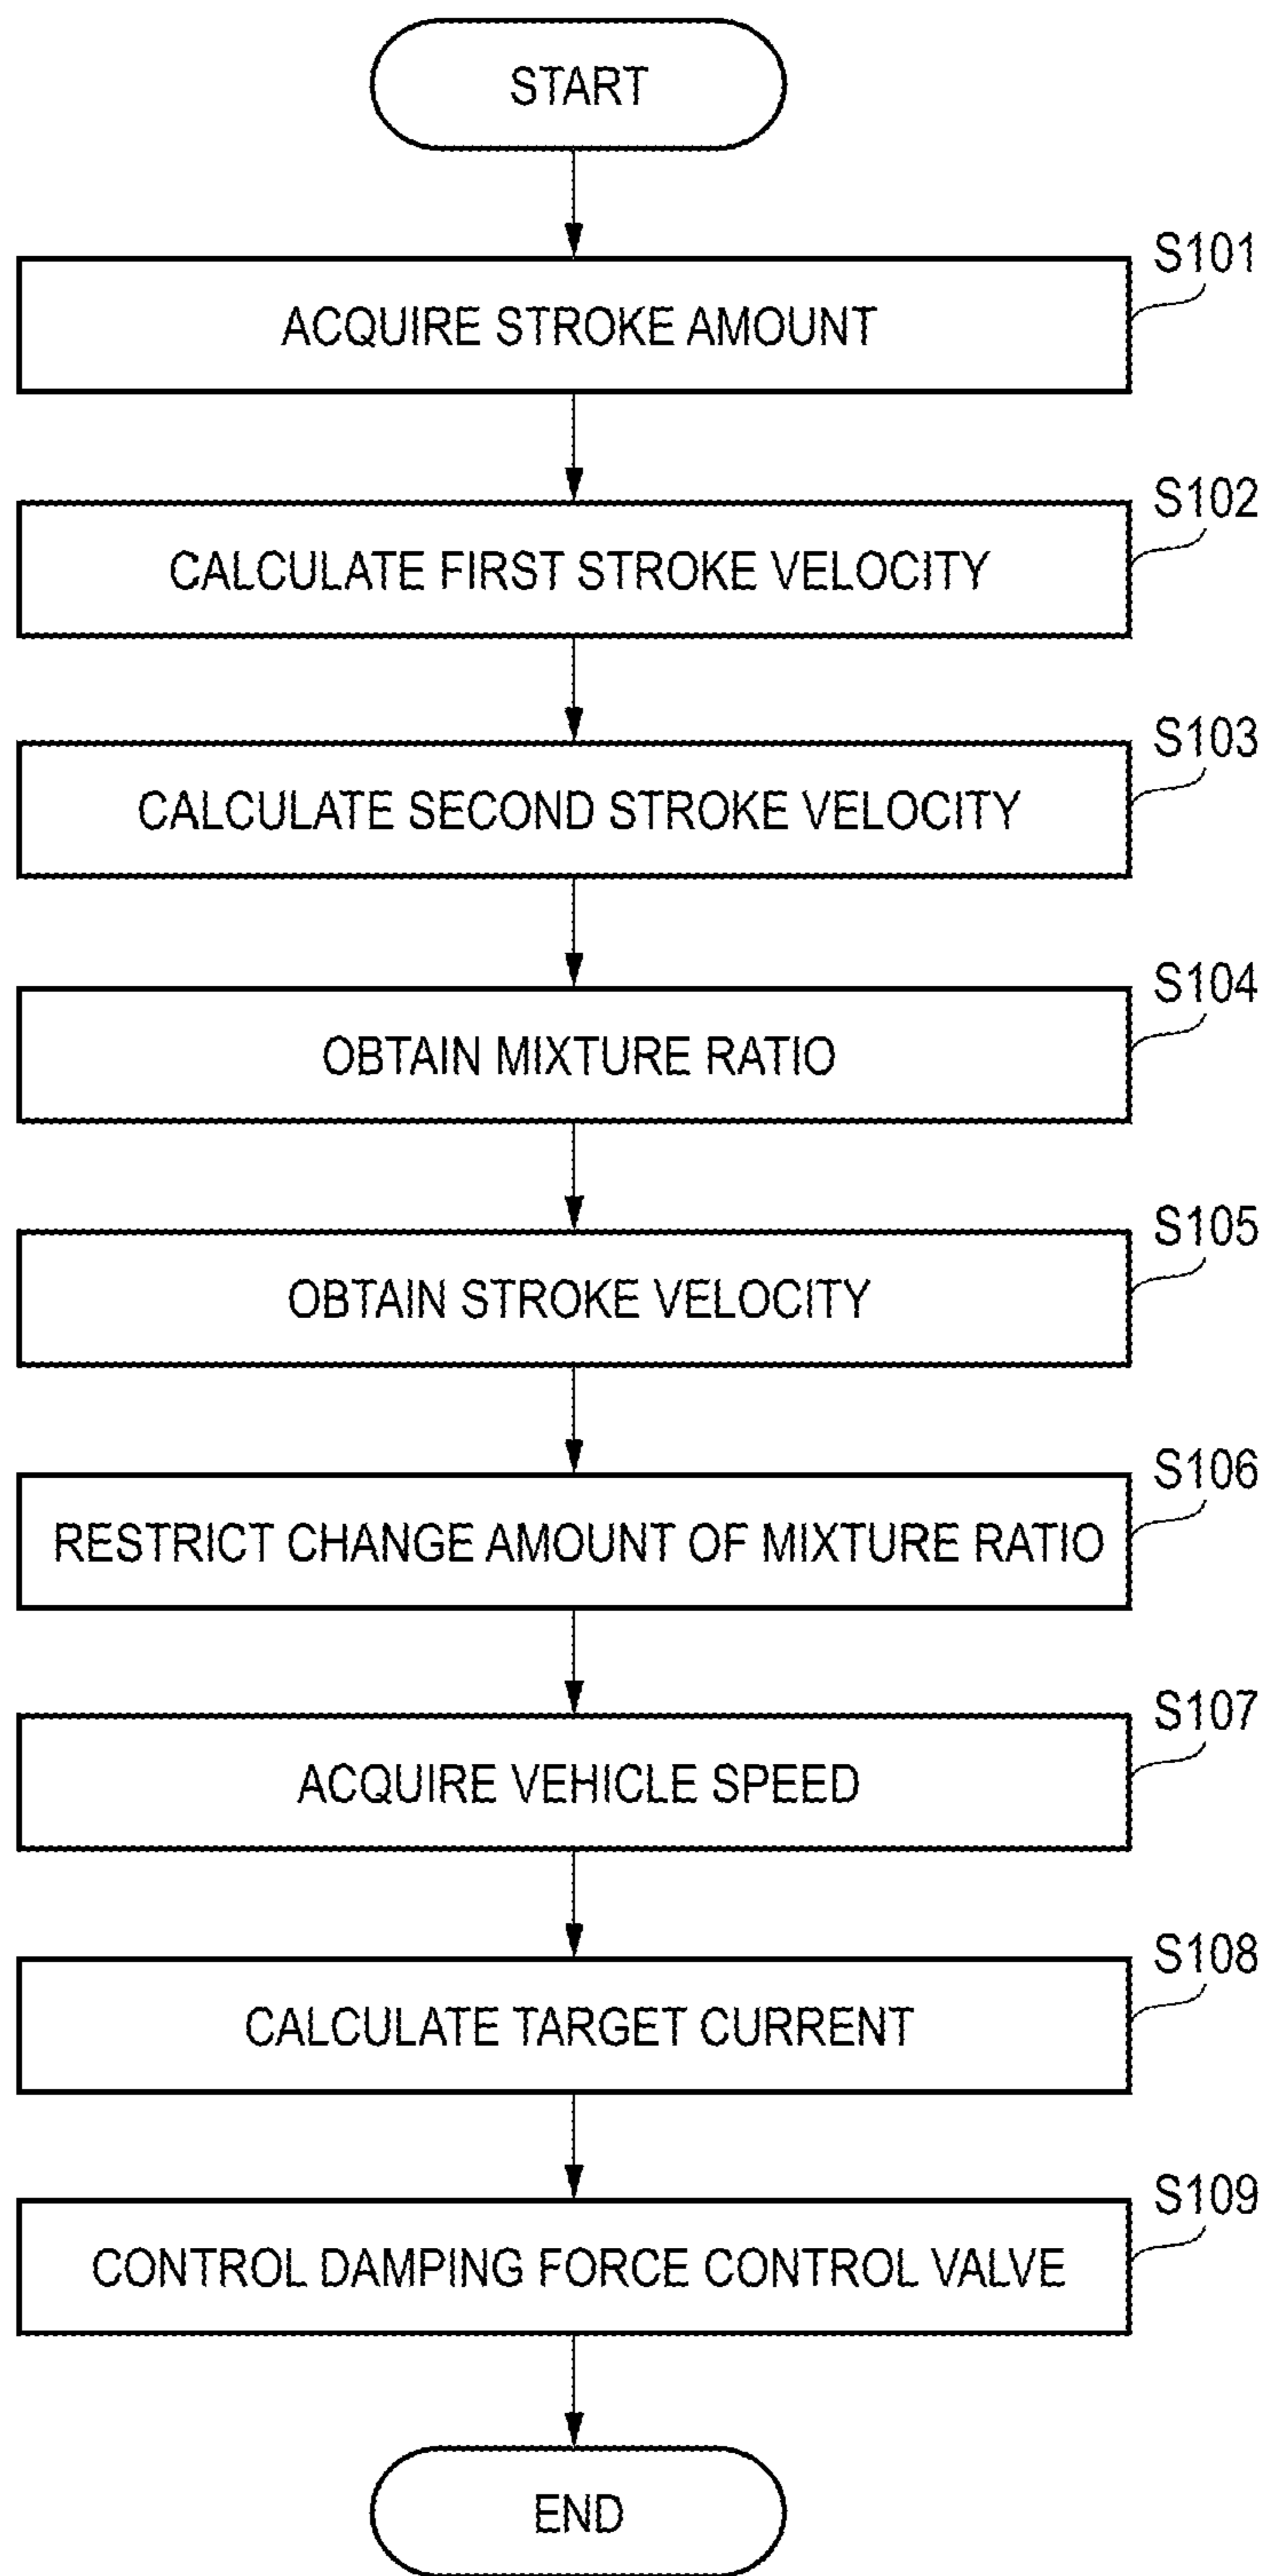 START
S101
ACQUIRE STROKE AMOUNT
S102
CALCULATE FIRST STROKE VELOCITY
S103
CALCULATE SECOND STROKE VELOCITY
S104
OBTAIN MIXTURE RATIO
S105
OBTAIN STROKE VELOCITY
S106
RESTRICT CHANGE AMOUNT OF MIXTURE RATIO
S107
ACQUIRE VEHICLE SPEED
S108
CALCULATE TARGET CURRENT
S109
CONTROL DAMPING FORCE CONTROL VALVE
END